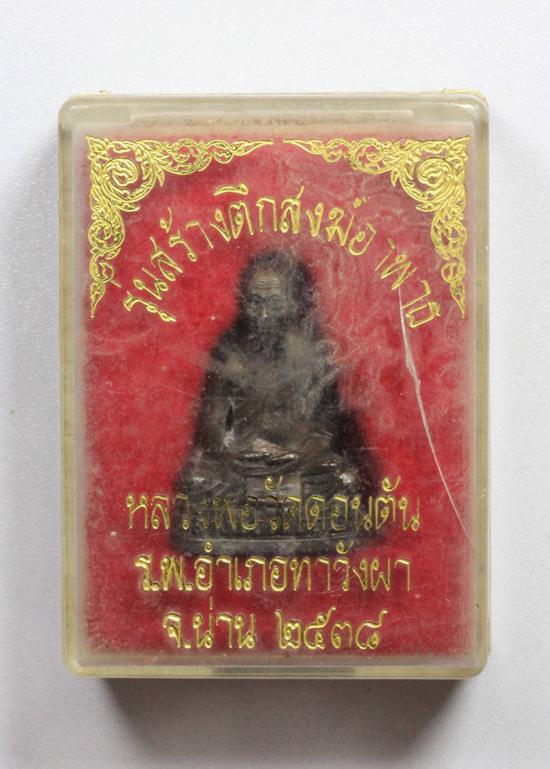 รุ่นสร้างตึกสงฆ์อาพาธ
หลวงพ่อวัดดอนตัน
ร.พ.อำเภอทาวังผา
จ.น่าน ๒๕๓๘